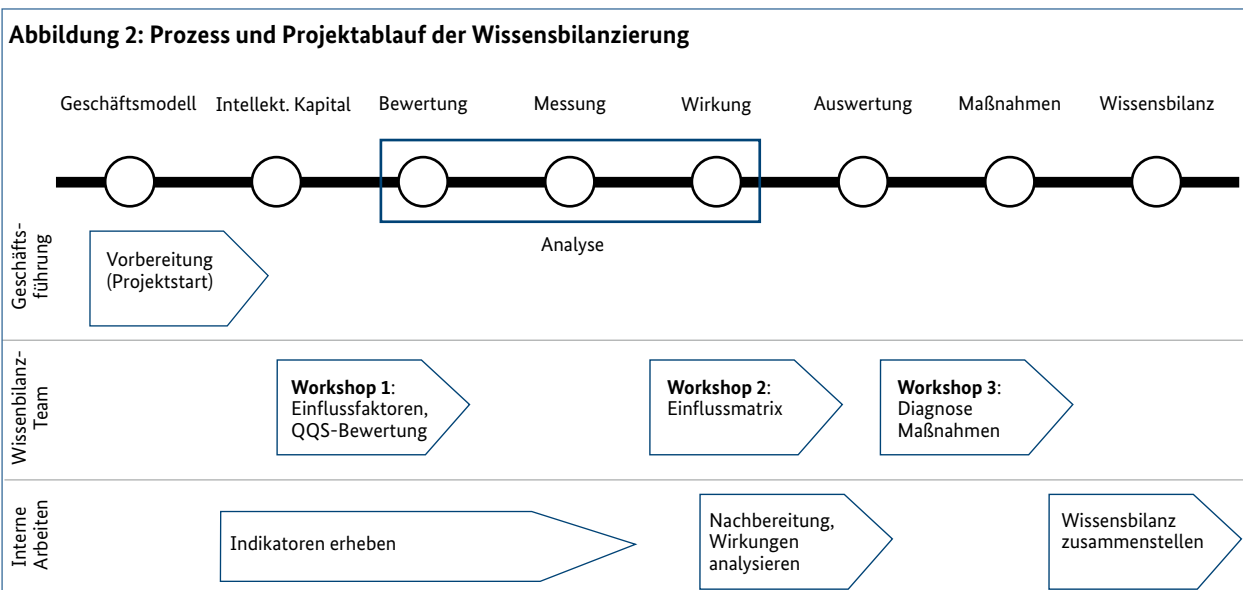 Abbildung 2: Prozess und Projektablauf der Wissensbilanzierung
Geschäftsmodell
Intellekt. Kapital
Bewertung
Messung
Wirkung
Auswertung
Maßnahmen
Wissensbilanz
Analyse
Geschäfts-
führung
Vorbereitung
(Projektstart)
Wissenbilanz-
Team
Workshop 1:
Einflussfaktoren,
QQS-Bewertung
Workshop 2:
Einflussmatrix
Workshop 3:
Diagnose
Maßnahmen
Interne
Arbeiten
Indikatoren erheben
Nachbereitung,
Wirkungen
analysieren
Wissensbilanz
zusammenstellen